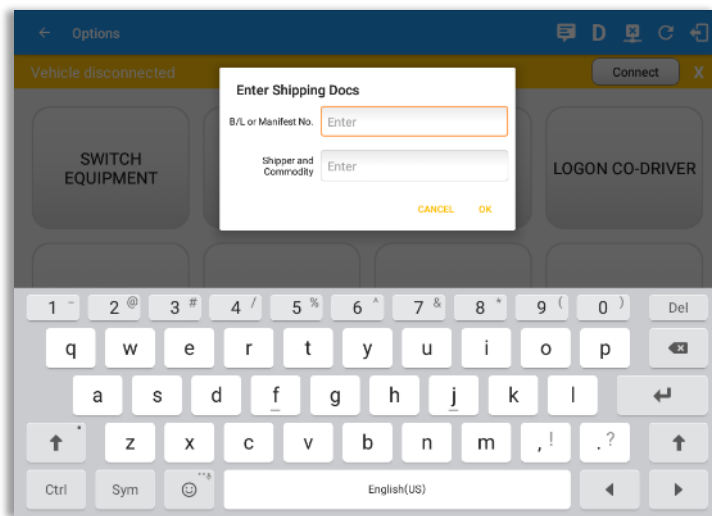 Options
D
Vehicle disconnected
Connect
X
Enter Shipping Docs
B/L or Manifest No.
Enter
Shipper and
Commodity
Enter
CANCEL
OK
SWITCH
EQUIPMENT
LOGON CO-DRIVER
1 - 2 @ 3 # 4 / 5 % 6 ^ 7 & 8 * 9 ( 0 ) Del
q w e r t y u i o p
a s d f g h j k l
z x c v b n m , ! . ?
Ctrl Sym English(US)